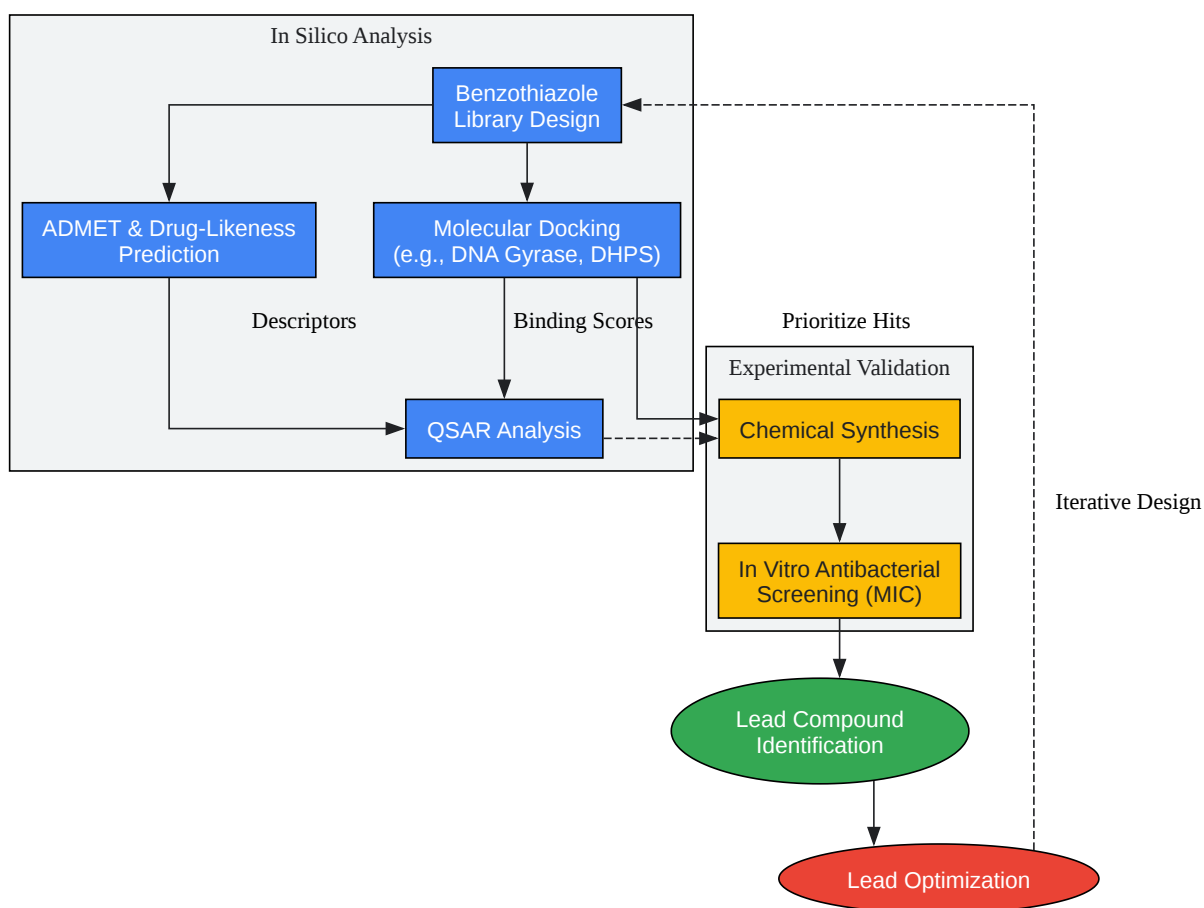 In Silico Analysis
Benzothiazole
Library Design
ADMET & Drug-Likeness
Prediction
Molecular Docking
(e.g., DNA Gyrase, DHPS)
Descriptors
Binding Scores
Prioritize Hits
Experimental Validation
QSAR Analysis
Chemical Synthesis
Iterative Design
In Vitro Antibacterial
Screening (MIC)
Lead Compound
Identification
Lead Optimization